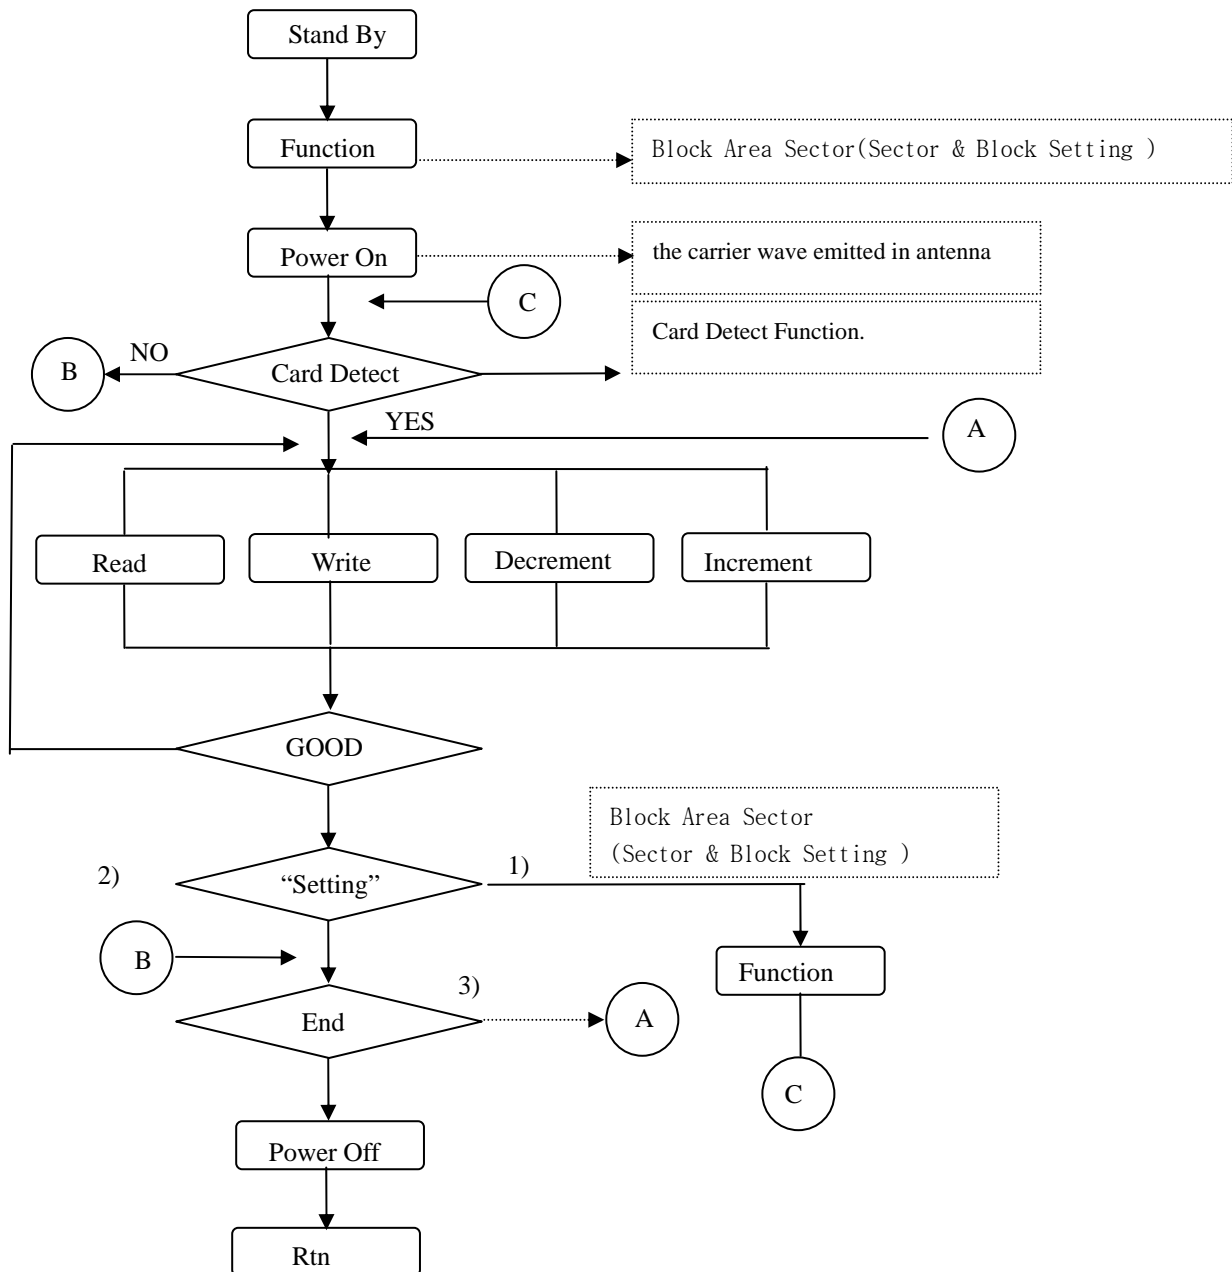 Stand By
Function
Block Area Sector(Sector & Block Setting )
Power On
the carrier wave emitted in antenna
C
Card Detect Function.
B
NO
Card Detect
YES
A
Read
Write
Decrement
Increment
GOOD
Block Area Sector
(Sector & Block Setting )
2)
“Setting”
1)
B
Function
3)
End
A
C
Power Off
Rtn